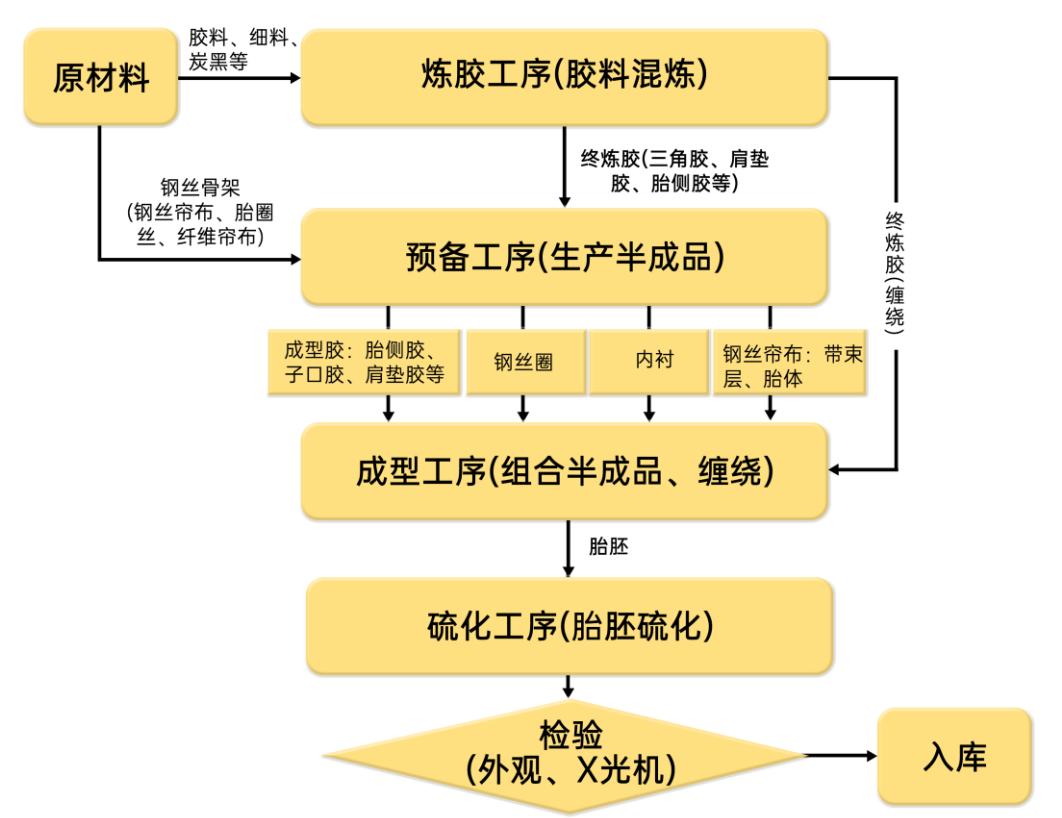 胶料、细料、
炭黑等
原材料
炼胶工序(胶料混炼)
终炼胶(三角胶、肩垫
胶、胎侧胶等)
钢丝骨架
(钢丝帘布、胎圈
丝、纤维帘布)
终炼胶(缠绕)
预备工序(生产半成品)
成型胶：胎侧胶、
子口胶、肩垫胶等
钢丝圈
内衬
钢丝帘布：带束
层、胎体
成型工序(组合半成品、缠绕)
胎胚
硫化工序(胎胚硫化)
检验
(外观、X光机)
入库